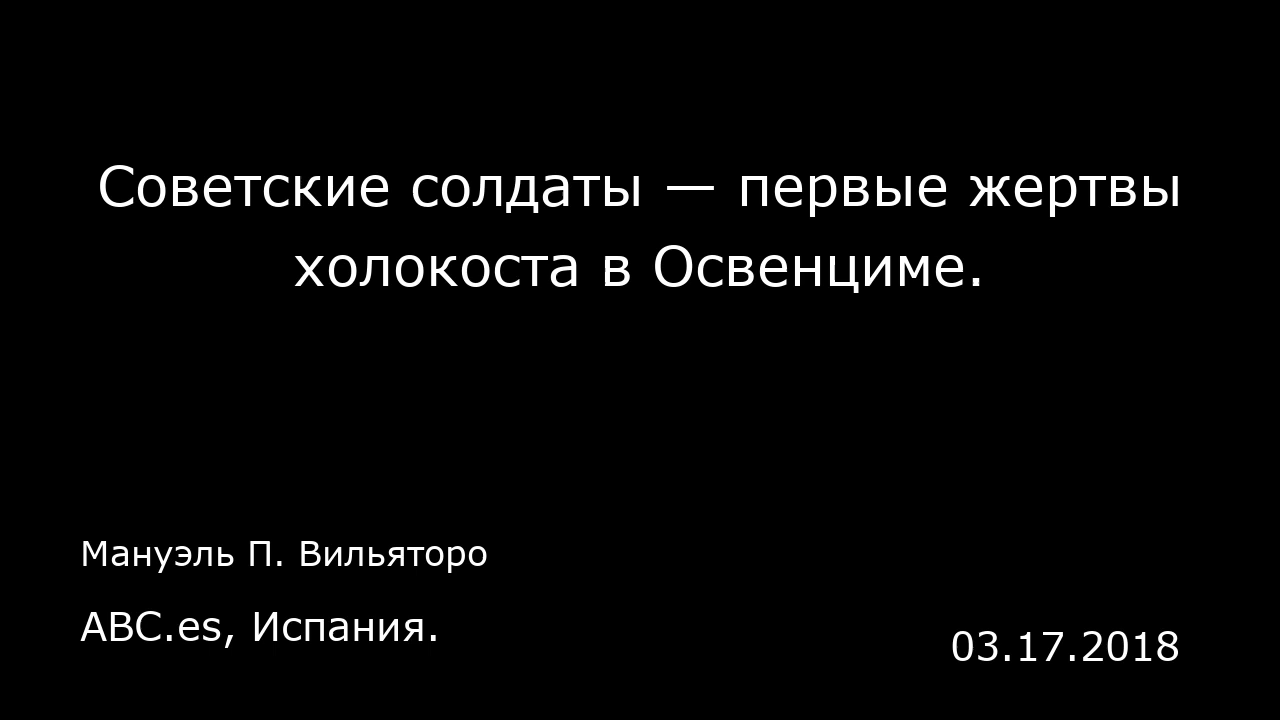 Советские солдаты — первые жертвы
холокоста в Освенциме.
Мануэль П. Вильяторо
ABC.es, Испания.
03.17.2018